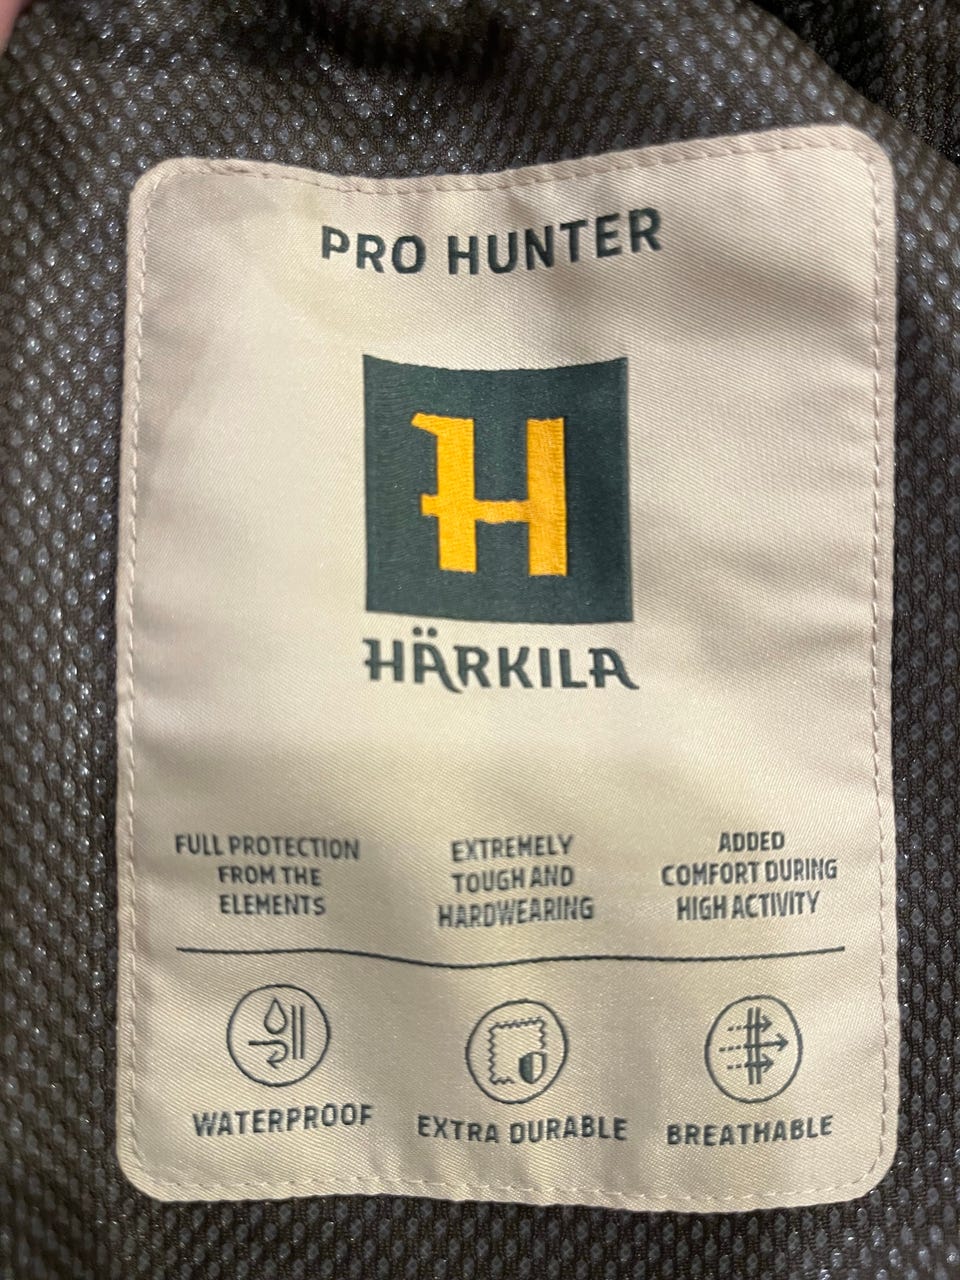 PRO HUNTER
H
HÄRKILA
FULL PROTECTION
FROM THE
ELEMENTS
EXTREMELY
TOUGH AND
HARDWEARING
ADDED
COMFORT DURING
HIGH ACTIVITY
WATERPROOF
EXTRA DURABLE
BREATHABLE